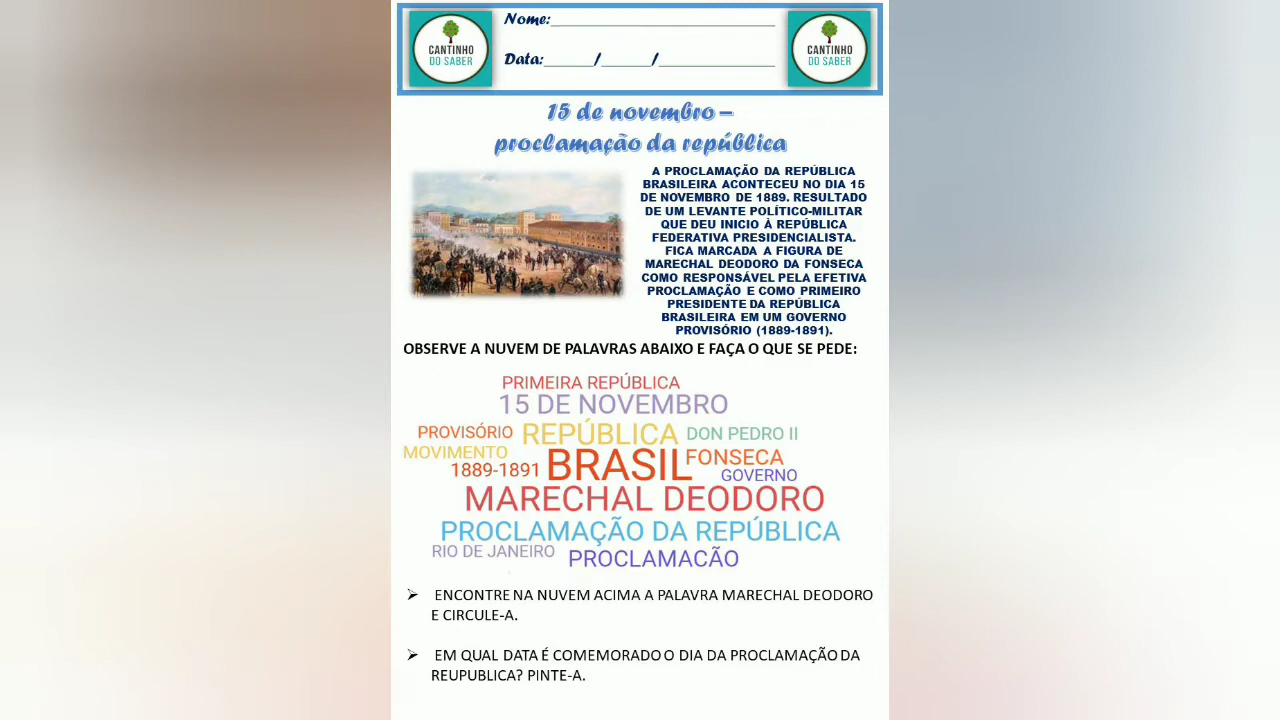 CANTINHO
DO SABER
Nome:
Data: / /
CANTINHO
DO SABER
15 de novembro –
proclamação da república
A PROCLAMAÇÃO DA REPÚBLICA
BRASILEIRA ACONTECEU NO DIA 15
DE NOVEMBRO DE 1889. RESULTADO
DE UM LEVANTE POLÍTICO-MILITAR
QUE DEU INICIO À REPÚBLICA
FEDERATIVA PRESIDENCIALISTA.
FICA MARCADA A FIGURA DE
MARECHAL DEODORO DA FONSECA
COMO RESPONSÁVEL PELA EFETIVA
PROCLAMAÇÃO E COMO PRIMEIRO
PRESIDENTE DA REPÚBLICA
BRASILEIRA EM UM GOVERNO
PROVISÓRIO (1889-1891).
OBSERVE A NUVEM DE PALAVRAS ABAIXO E FAÇA O QUE SE PEDE:
PRIMEIRA REPÚBLICA
15 DE NOVEMBRO
PROVISÓRIO REPÚBLICA DON PEDRO II
MOVIMENTO
1889-1891 BRASIL FONSECA
GOVERNO
MARECHAL DEODORO
PROCLAMAÇÃO DA REPÚBLICA
RIO DE JANEIRO PROCLAMACÃO
➢ ENCONTRE NA NUVEM ACIMA A PALAVRA MARECHAL DEODORO
E CIRCULE-A.
➢ EM QUAL DATA É COMEMORADO O DIA DA PROCLAMAÇÃO DA
REUPUBLICA? PINTE-A.